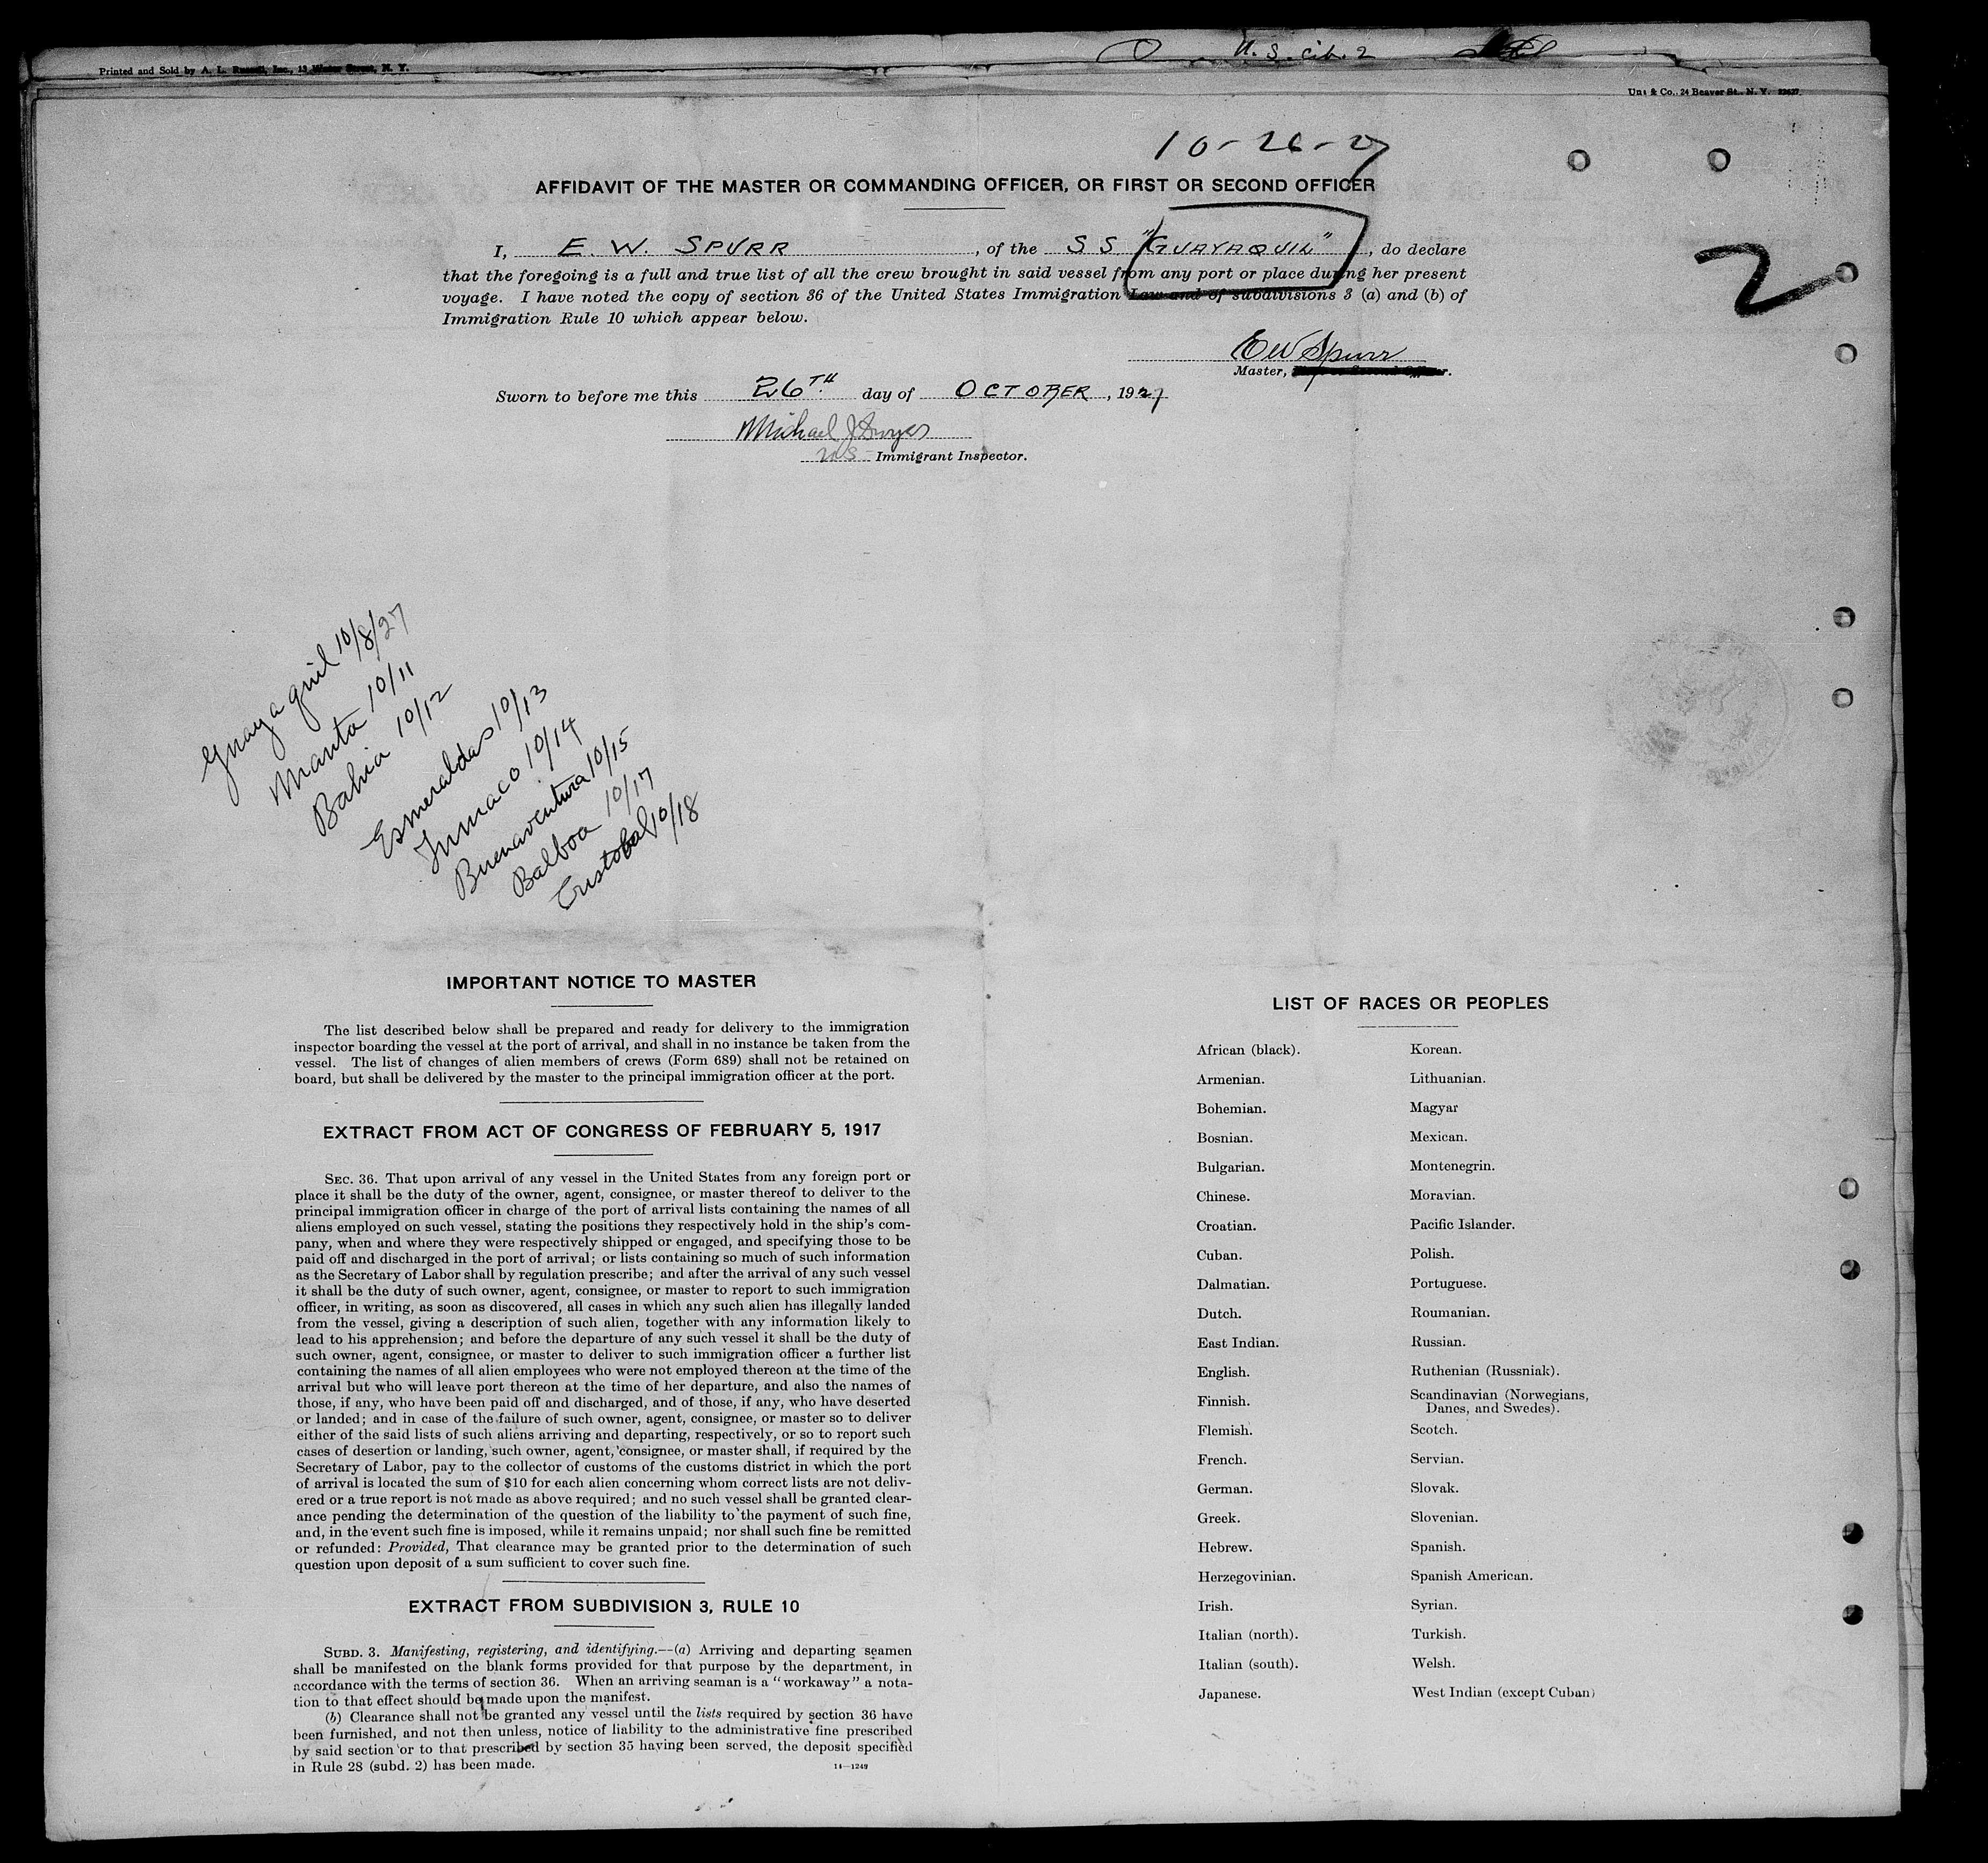 Printed and Sold by A. L. Russell, Inc., 13 Water Street, N. Y.
U. S. cit. 2
& Co., 24 Beaver St., N. Y.
10-26-27
AFFIDAVIT OF THE MASTER OR COMMANDING OFFICER, OR FIRST OR SECOND OFFICER
I, E. W. SPURR, of the SS "GUAYAQUIL", do declare
that the foregoing is a full and true list of all the crew brought in said vessel from any port or place during her present
voyage. I have noted the copy of section 36 of the United States Immigration Law and of subdivisions 3 (a) and (b) of
Immigration Rule 10 which appear below.
2
EW Spurr
Master, First or Second Officer.
Sworn to before me this 26TH day of OCTOBER, 1927
Michael J Dwyer
US Immigrant Inspector.
Guayaquil 10/8/27
Manta 10/11
Bahia 10/12
Esmeraldas 10/13
Tumaco 10/14
Buenaventura 10/15
Balboa 10/17
Cristobal 10/18
IMPORTANT NOTICE TO MASTER
The list described below shall be prepared and ready for delivery to the immigration
inspector boarding the vessel at the port of arrival, and shall in no instance be taken from the
vessel. The list of changes of alien members of crews (Form 689) shall not be retained on
board, but shall be delivered by the master to the principal immigration officer at the port.
EXTRACT FROM ACT OF CONGRESS OF FEBRUARY 5, 1917
SEC. 36. That upon arrival of any vessel in the United States from any foreign port or
place it shall be the duty of the owner, agent, consignee, or master thereof to deliver to the
principal immigration officer in charge of the port of arrival lists containing the names of all
aliens employed on such vessel, stating the positions they respectively hold in the ship's com-
pany, when and where they were respectively shipped or engaged, and specifying those to be
paid off and discharged in the port of arrival; or lists containing so much of such information
as the Secretary of Labor shall by regulation prescribe; and after the arrival of any such vessel
it shall be the duty of such owner, agent, consignee, or master to report to such immigration
officer, in writing, as soon as discovered, all cases in which any such alien has illegally landed
from the vessel, giving a description of such alien, together with any information likely to
lead to his apprehension; and before the departure of any such vessel it shall be the duty of
such owner, agent, consignee, or master to deliver to such immigration officer a further list
containing the names of all alien employees who were not employed thereon at the time of the
arrival but who will leave port thereon at the time of her departure, and also the names of
those, if any, who have been paid off and discharged, and of those, if any, who have deserted
or landed; and in case of the failure of such owner, agent, consignee, or master so to deliver
either of the said lists of such aliens arriving and departing, respectively, or so to report such
cases of desertion or landing, such owner, agent, consignee, or master shall, if required by the
Secretary of Labor, pay to the collector of customs of the customs district in which the port
of arrival is located the sum of $10 for each alien concerning whom correct lists are not deliv-
ered or a true report is not made as above required; and no such vessel shall be granted clear-
ance pending the determination of the question of the liability to the payment of such fine,
and, in the event such fine is imposed, while it remains unpaid; nor shall such fine be remitted
or refunded: Provided, That clearance may be granted prior to the determination of such
question upon deposit of a sum sufficient to cover such fine.
EXTRACT FROM SUBDIVISION 3, RULE 10
SUBD. 3. Manifesting, registering, and identifying.—(a) Arriving and departing seamen
shall be manifested on the blank forms provided for that purpose by the department, in
accordance with the terms of section 36. When an arriving seaman is a "workaway" a nota-
tion to that effect should be made upon the manifest.
(b) Clearance shall not be granted any vessel until the lists required by section 36 have
been furnished, and not then unless, notice of liability to the administrative fine prescribed
by said section or to that prescribed by section 35 having been served, the deposit specified
in Rule 28 (subd. 2) has been made.
14—1249
LIST OF RACES OR PEOPLES
African (black).
Armenian.
Bohemian.
Bosnian.
Bulgarian.
Chinese.
Croatian.
Cuban.
Dalmatian.
Dutch.
East Indian.
English.
Finnish.
Flemish.
French.
German.
Greek.
Hebrew.
Herzegovinian.
Irish.
Italian (north).
Italian (south).
Japanese.
Korean.
Lithuanian.
Magyar
Mexican.
Montenegrin.
Moravian.
Pacific Islander.
Polish.
Portuguese.
Roumanian.
Russian.
Ruthenian (Russniak).
Scandinavian (Norwegians,
Danes, and Swedes).
Scotch.
Servian.
Slovak.
Slovenian.
Spanish.
Spanish American.
Syrian.
Turkish.
Welsh.
West Indian (except Cuban)